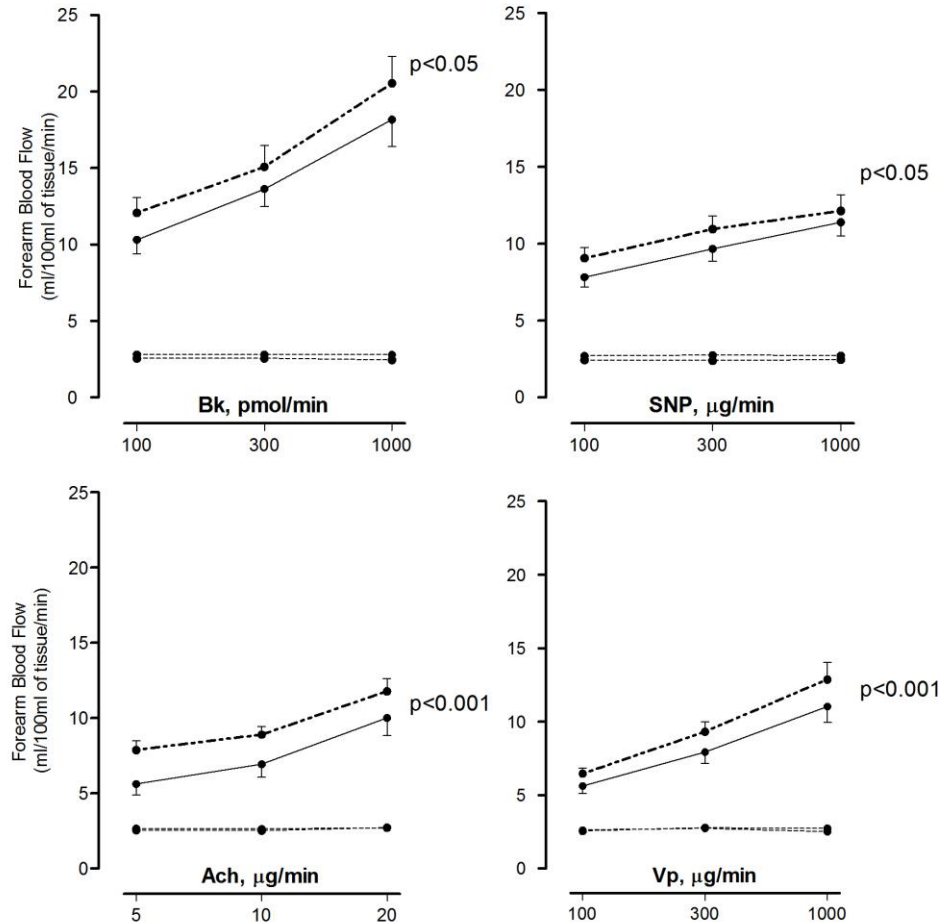 Forearm Blood Flow
(ml/100ml of tissue/min)
25
20
15
10
5
0
p<0.05
Bk, pmol/min
100 300 1000
25
20
15
10
5
0
p<0.05
SNP, μg/min
100 300 1000
Forearm Blood Flow
(ml/100ml of tissue/min)
25
20
15
10
5
0
p<0.001
Ach, μg/min
5 10 20
25
20
15
10
5
0
p<0.001
Vp, μg/min
100 300 1000